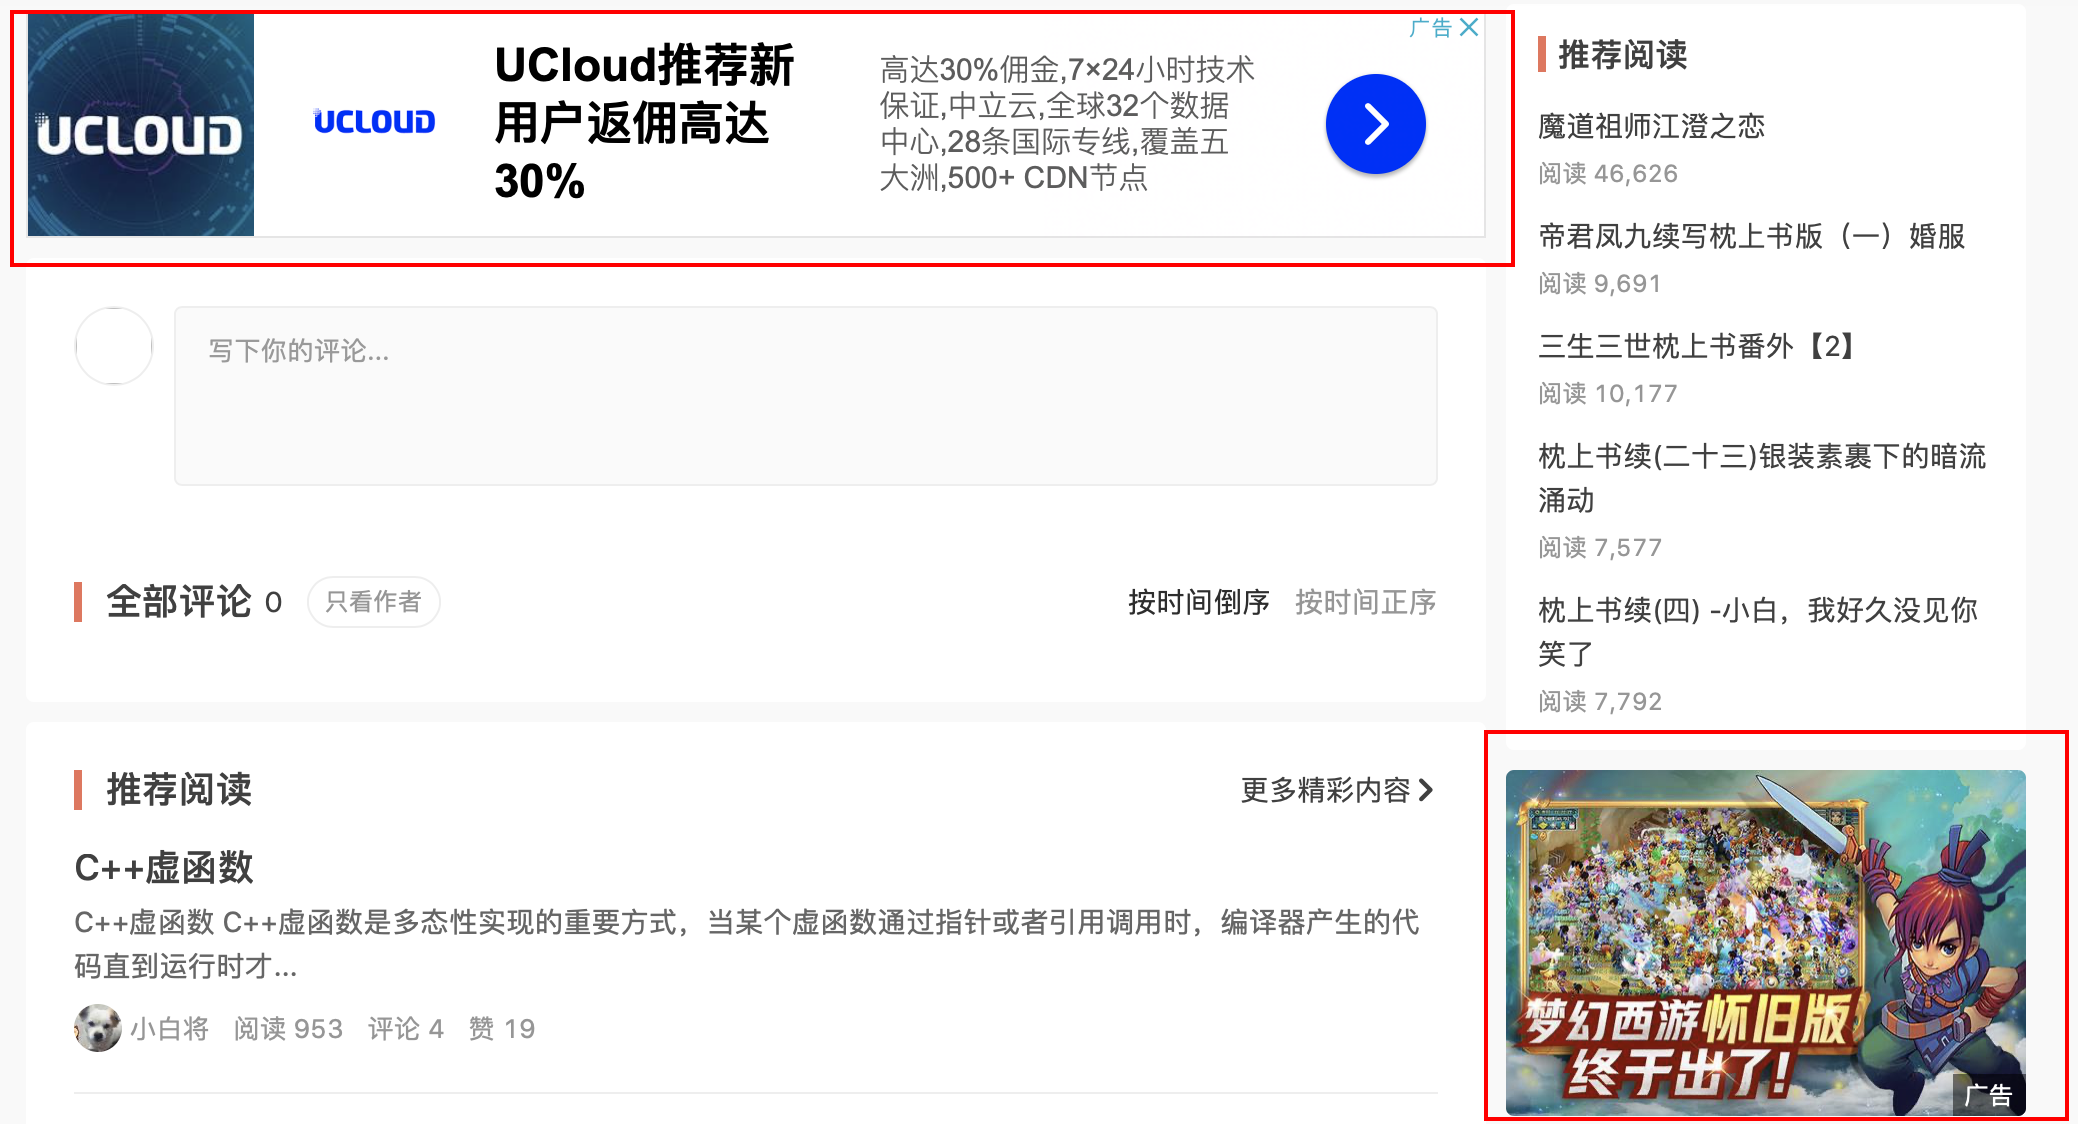 广告
UCLOUD
UCLOUD
UCloud推荐新
用户返佣高达
30%
高达30%佣金,7×24小时技术
保证,中立云,全球32个数据
中心,28条国际专线,覆盖五
大洲,500+ CDN节点
写下你的评论...
全部评论 0
只看作者
按时间倒序 按时间正序
推荐阅读
更多精彩内容
C++虚函数
C++虚函数 C++虚函数是多态性实现的重要方式，当某个虚函数通过指针或者引用调用时，编译器产生的代
码直到运行时才...
小白将 阅读 953 评论 4 赞 19
推荐阅读
魔道祖师江澄之恋
阅读 46,626
帝君凤九续写枕上书版（一）婚服
阅读 9,691
三生三世枕上书番外【2】
阅读 10,177
枕上书续(二十三)银装素裹下的暗流
涌动
阅读 7,577
枕上书续(四) -小白，我好久没见你
笑了
阅读 7,792
梦幻西游怀旧版
终于出了!
广告